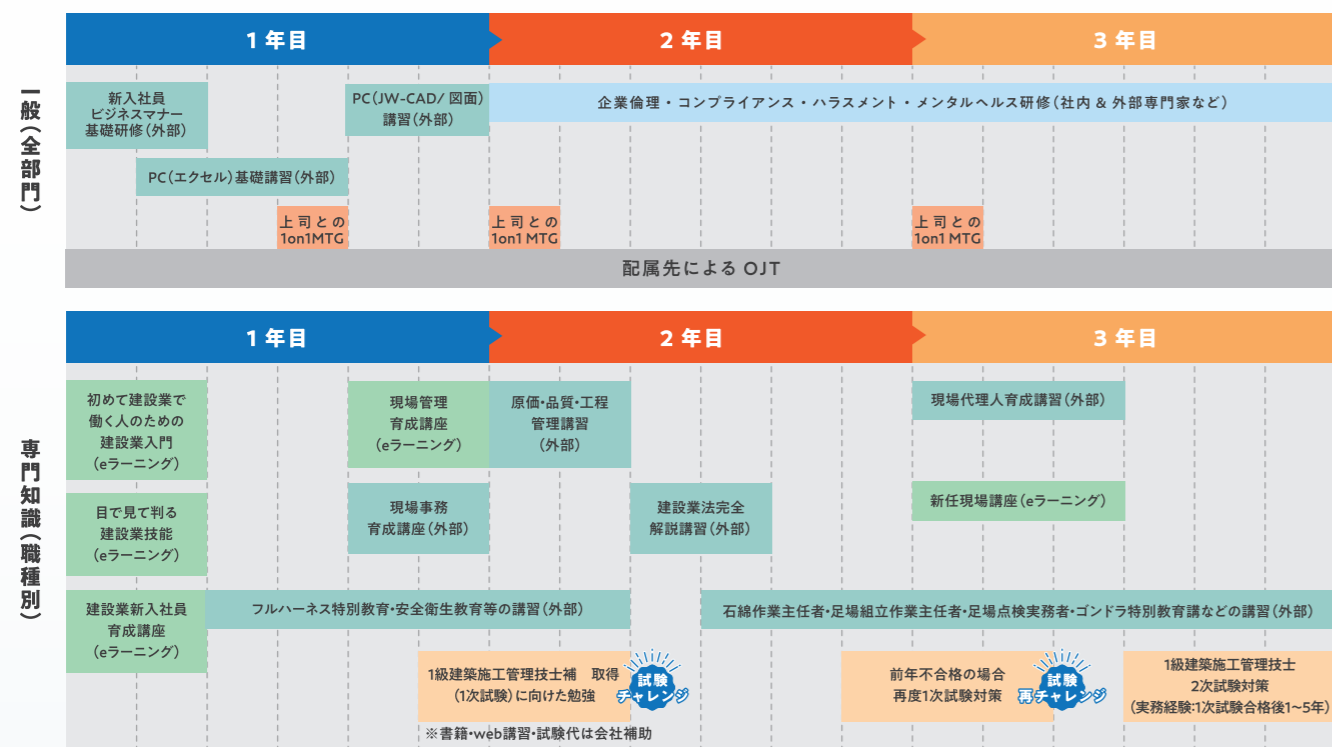 1年目
2年目
3年目
一般(全部門)
新入社員
ビジネスマナー
基礎研修(外部)
PC(JW-CAD/図面)
講習(外部)
企業倫理・コンプライアンス・ハラスメント・メンタルヘルス研修(社内 & 外部専門家など)
PC(エクセル)基礎講習(外部)
上司との
1on1MTG
上司との
1on1 MTG
上司との
1on1 MTG
配属先による OJT
1年目
2年目
3年目
専門知識(職種別)
初めて建設業で
働く人のための
建設業入門
(eラーニング)
現場管理
育成講座
(eラーニング)
原価・品質・工程
管理講習
(外部)
現場代理人育成講習(外部)
目で見て判る
建設業技能
(eラーニング)
現場事務
育成講座(外部)
建設業法完全
解説講習(外部)
新任現場講座(eラーニング)
建設業新入社員
育成講座
(eラーニング)
フルハーネス特別教育・安全衛生教育等の講習(外部)
石綿作業主任者・足場組立作業主任者・足場点検実務者・ゴンドラ特別教育講などの講習(外部)
1級建築施工管理技士補 取得
(1次試験)に向けた勉強
試験
チャレンジ
前年不合格の場合
再度1次試験対策
試験
再チャレンジ
1級建築施工管理技士
2次試験対策
(実務経験:1次試験合格後1〜5年)
※書籍・web講習・試験代は会社補助